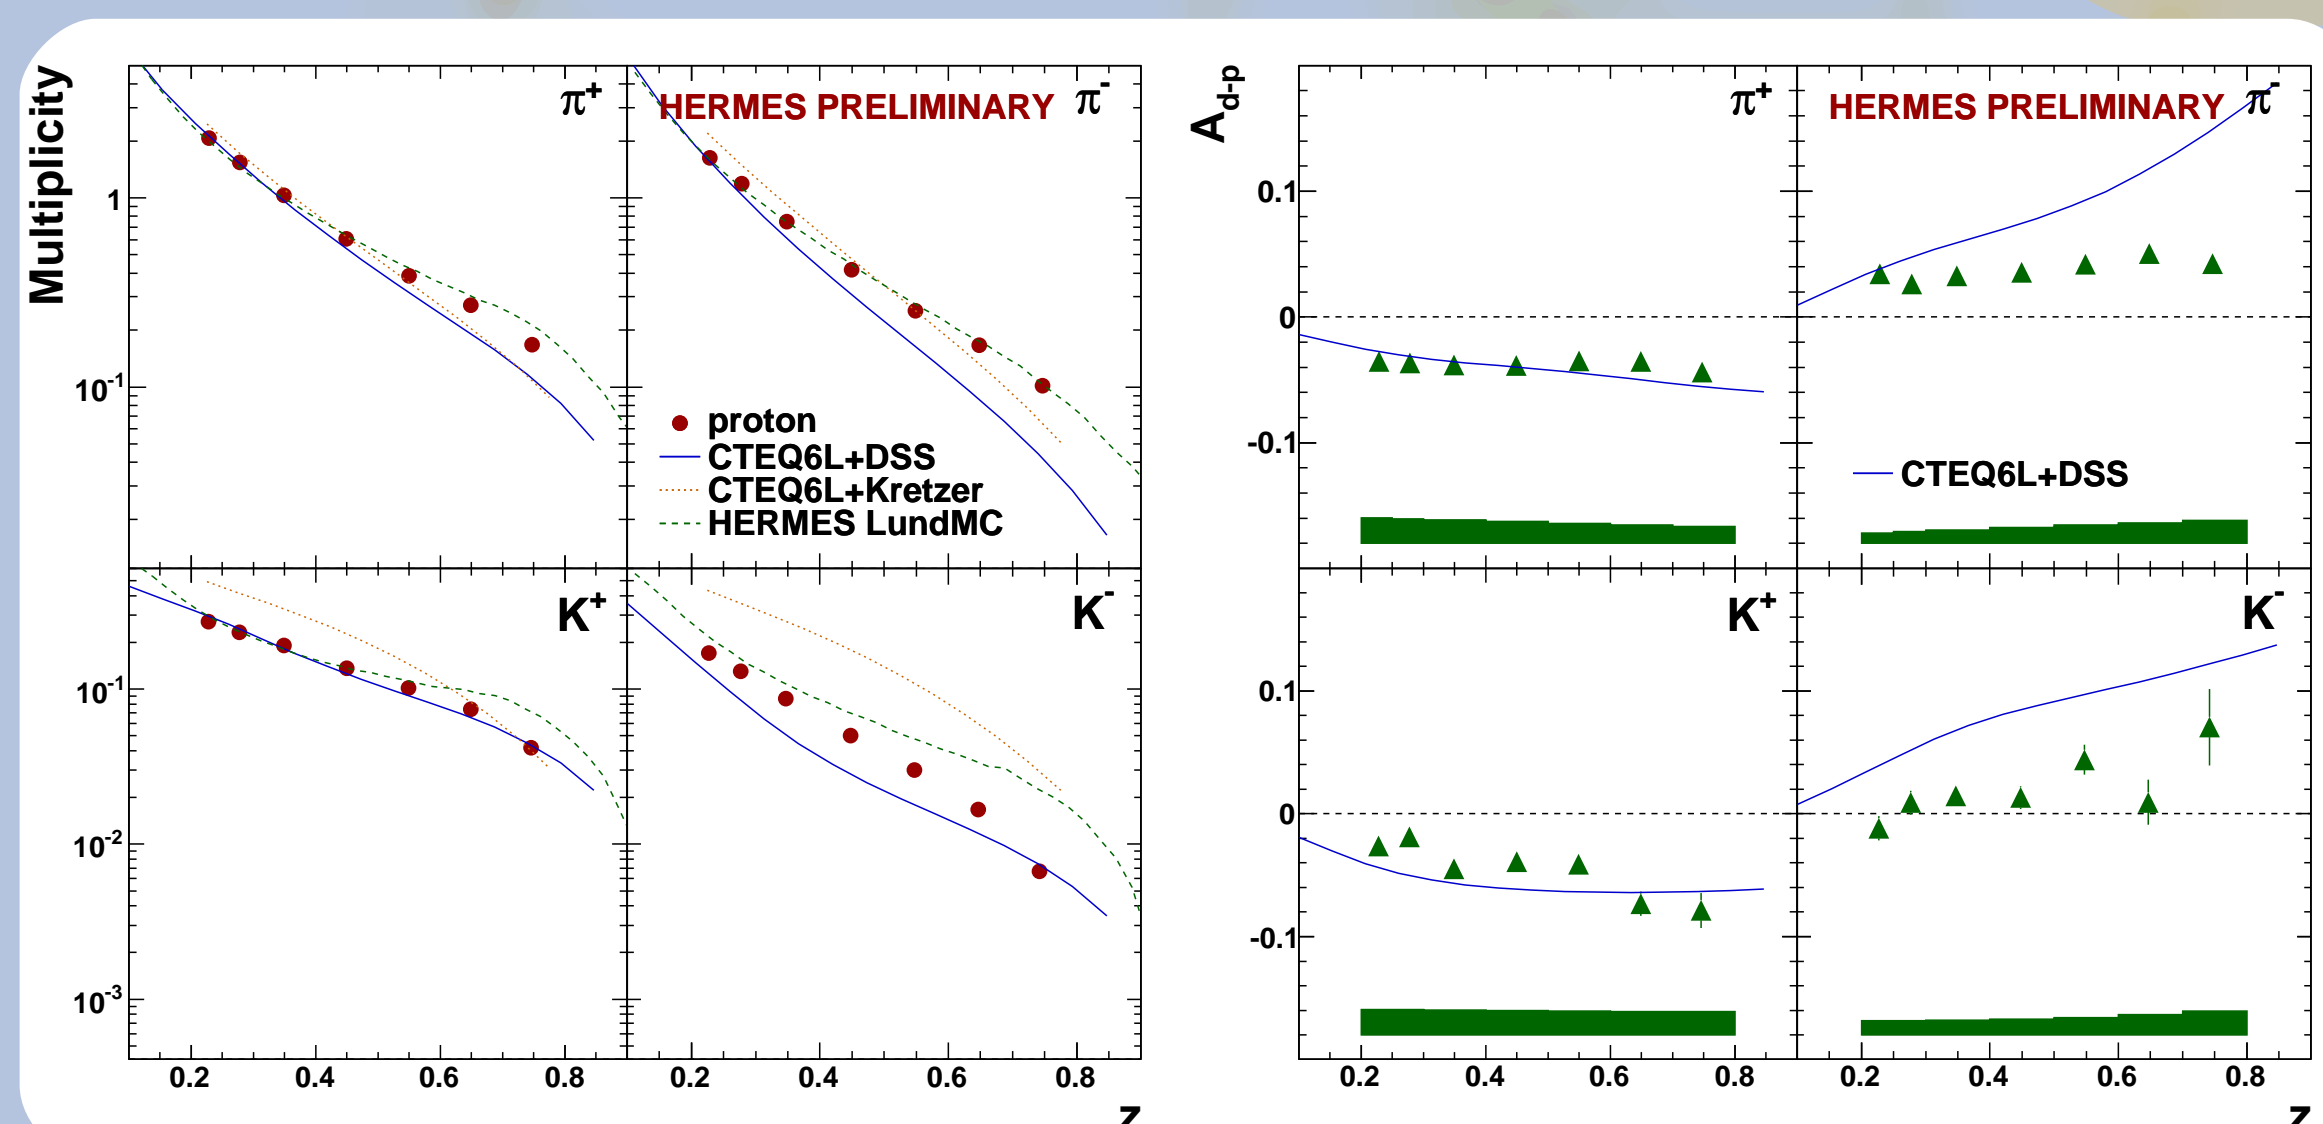 Multiplicity
π+
HERMES PRELIMINARY π-
1
10-1
proton
CTEQ6L+DSS
CTEQ6L+Kretzer
HERMES LundMC
K+
K-
10-1
10-2
10-3
0.2 0.4 0.6 0.8
0.2 0.4 0.6 0.8
z
Ad-p
π+
HERMES PRELIMINARY π-
0.1
0
-0.1
CTEQ6L+DSS
K+
K-
0.1
0
-0.1
0.2 0.4 0.6 0.8
0.2 0.4 0.6 0.8
z